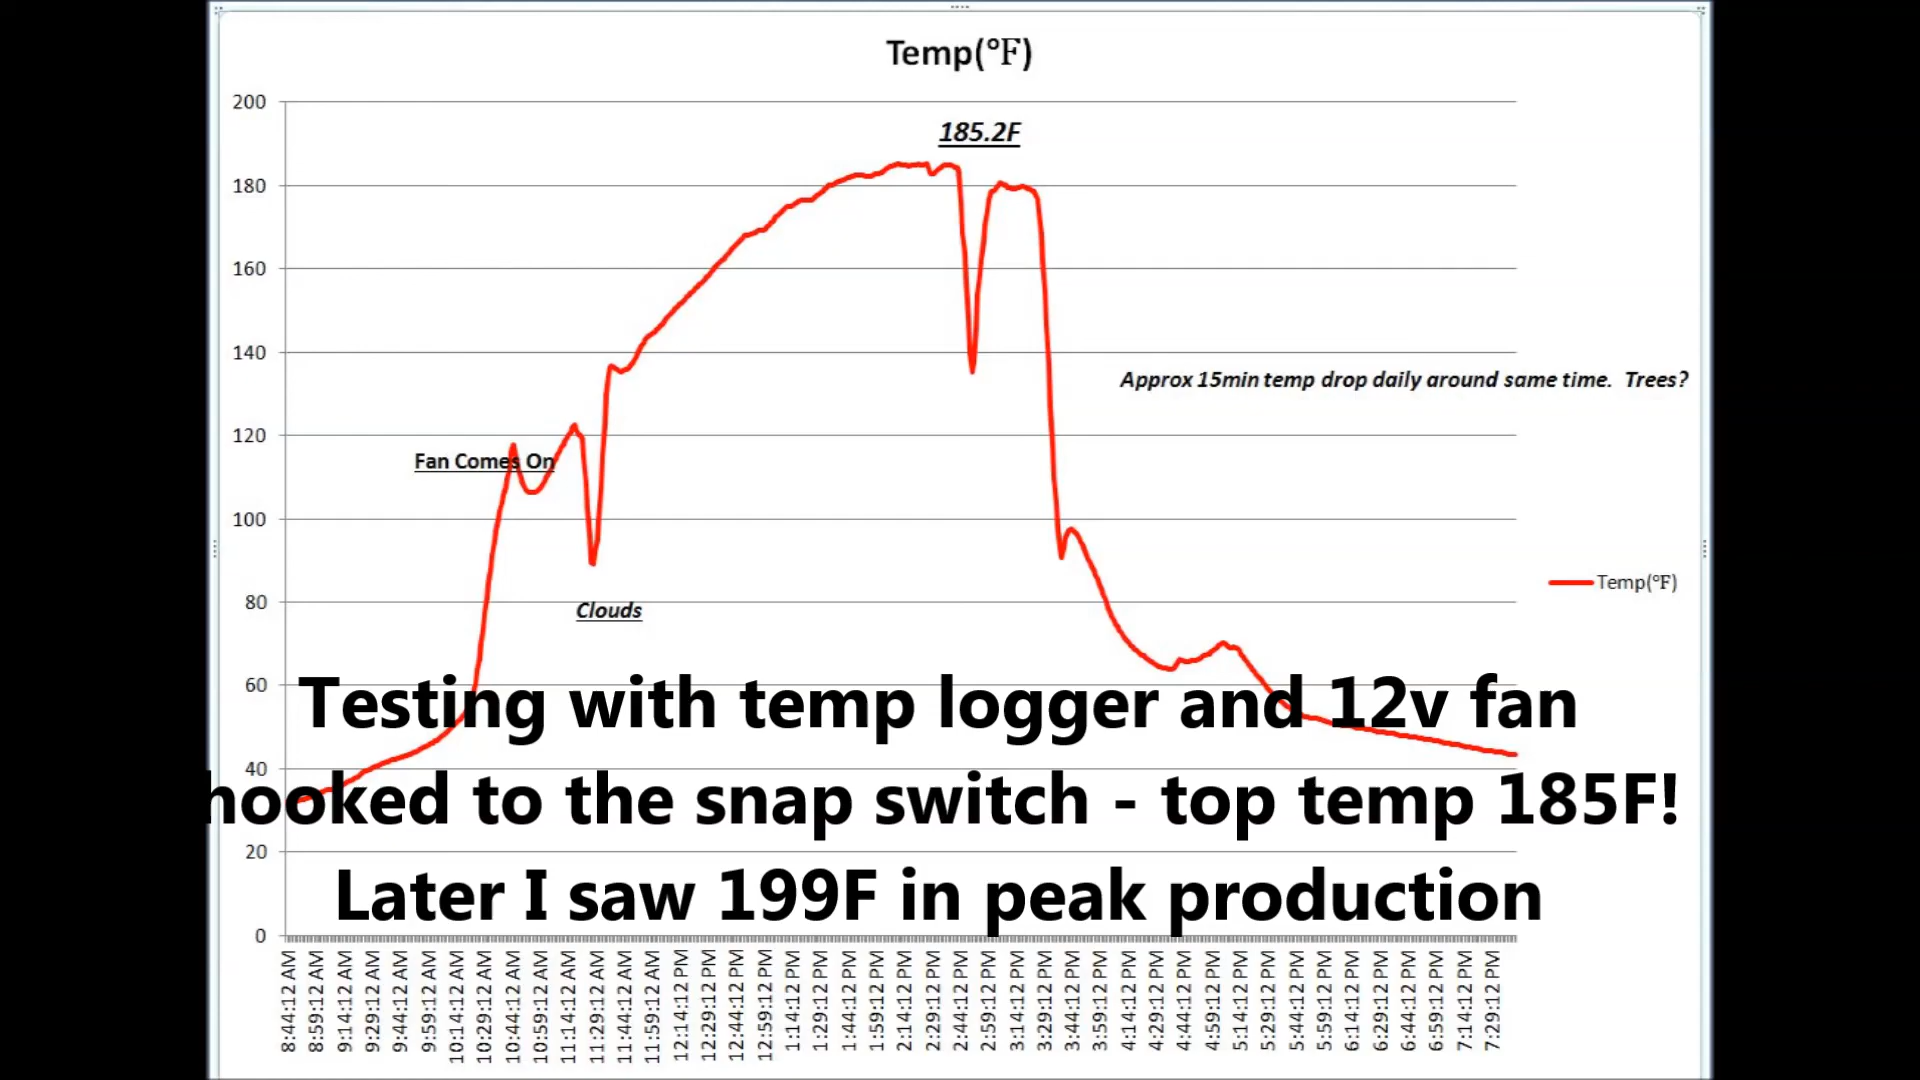 Temp(°F)
200
185.2F
180
160
140
Approx 15min temp drop daily around same time.  Trees?
120
Fan Comes On
100
Temp(°F)
80
Clouds
60
Testing with temp logger and 12v fan
40
hooked to the snap switch - top temp 185F!
20
Later I saw 199F in peak production
0
8:44:12 AM
8:59:12 AM
9:14:12 AM
9:29:12 AM
9:44:12 AM
9:59:12 AM
10:14:12 AM
10:29:12 AM
10:44:12 AM
10:59:12 AM
11:14:12 AM
11:29:12 AM
11:44:12 AM
11:59:12 AM
12:14:12 PM
12:29:12 PM
12:44:12 PM
12:59:12 PM
1:14:12 PM
1:29:12 PM
1:44:12 PM
1:59:12 PM
2:14:12 PM
2:29:12 PM
2:44:12 PM
2:59:12 PM
3:14:12 PM
3:29:12 PM
3:44:12 PM
3:59:12 PM
4:14:12 PM
4:29:12 PM
4:44:12 PM
4:59:12 PM
5:14:12 PM
5:29:12 PM
5:44:12 PM
5:59:12 PM
6:14:12 PM
6:29:12 PM
6:44:12 PM
6:59:12 PM
7:14:12 PM
7:29:12 PM